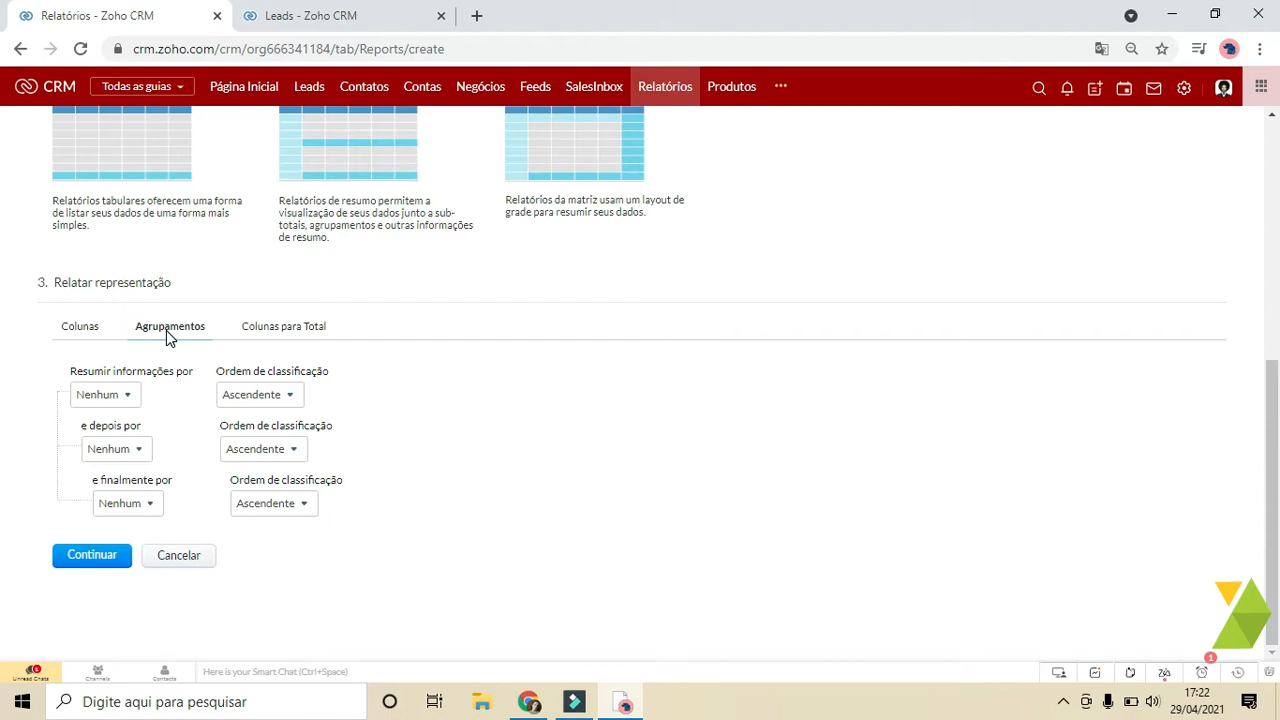 Relatórios - Zoho CRM
Leads - Zoho CRM
crm.zoho.com/crm/org666341184/tab/Reports/create
CRM
Todas as guias
Página Inicial
Leads
Contatos
Contas
Negócios
Feeds
SalesInbox
Relatórios
Produtos
Relatórios tabulares oferecem uma forma
de listar seus dados de uma forma mais
simples.
Relatórios de resumo permitem a
visualização de seus dados junto a sub-
totais, agrupamentos e outras informações
de resumo.
Relatórios da matriz usam um layout de
grade para resumir seus dados.
3. Relatar representação
Colunas
Agrupamentos
Colunas para Total
Resumir informações por
Ordem de classificação
Nenhum
Ascendente
e depois por
Ordem de classificação
Nenhum
Ascendente
e finalmente por
Ordem de classificação
Nenhum
Ascendente
Continuar
Cancelar
Unread Chats
Channels
Contacts
Here is your Smart Chat (Ctrl+Space)
1
Digite aqui para pesquisar
17:22
29/04/2021